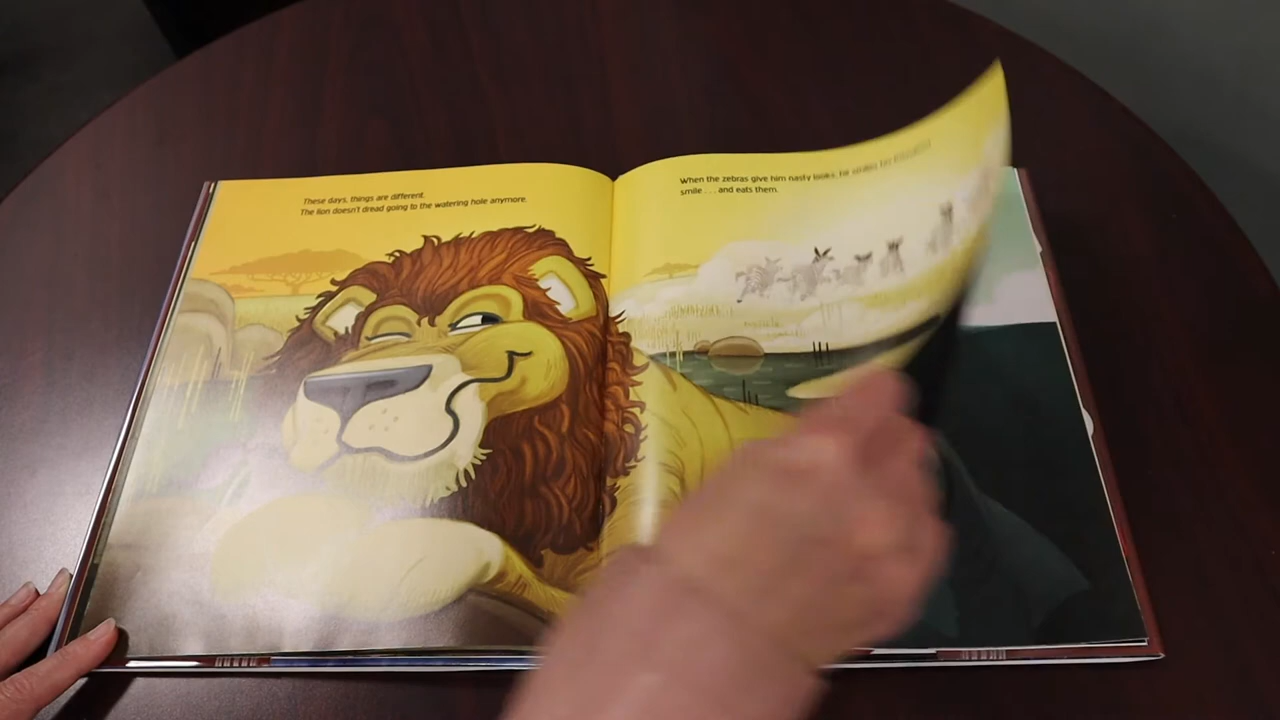 These days, things are different.
The lion doesn't dread going to the watering hole anymore.
When the zebras give him nasty looks, he
smile . . . and eats them.